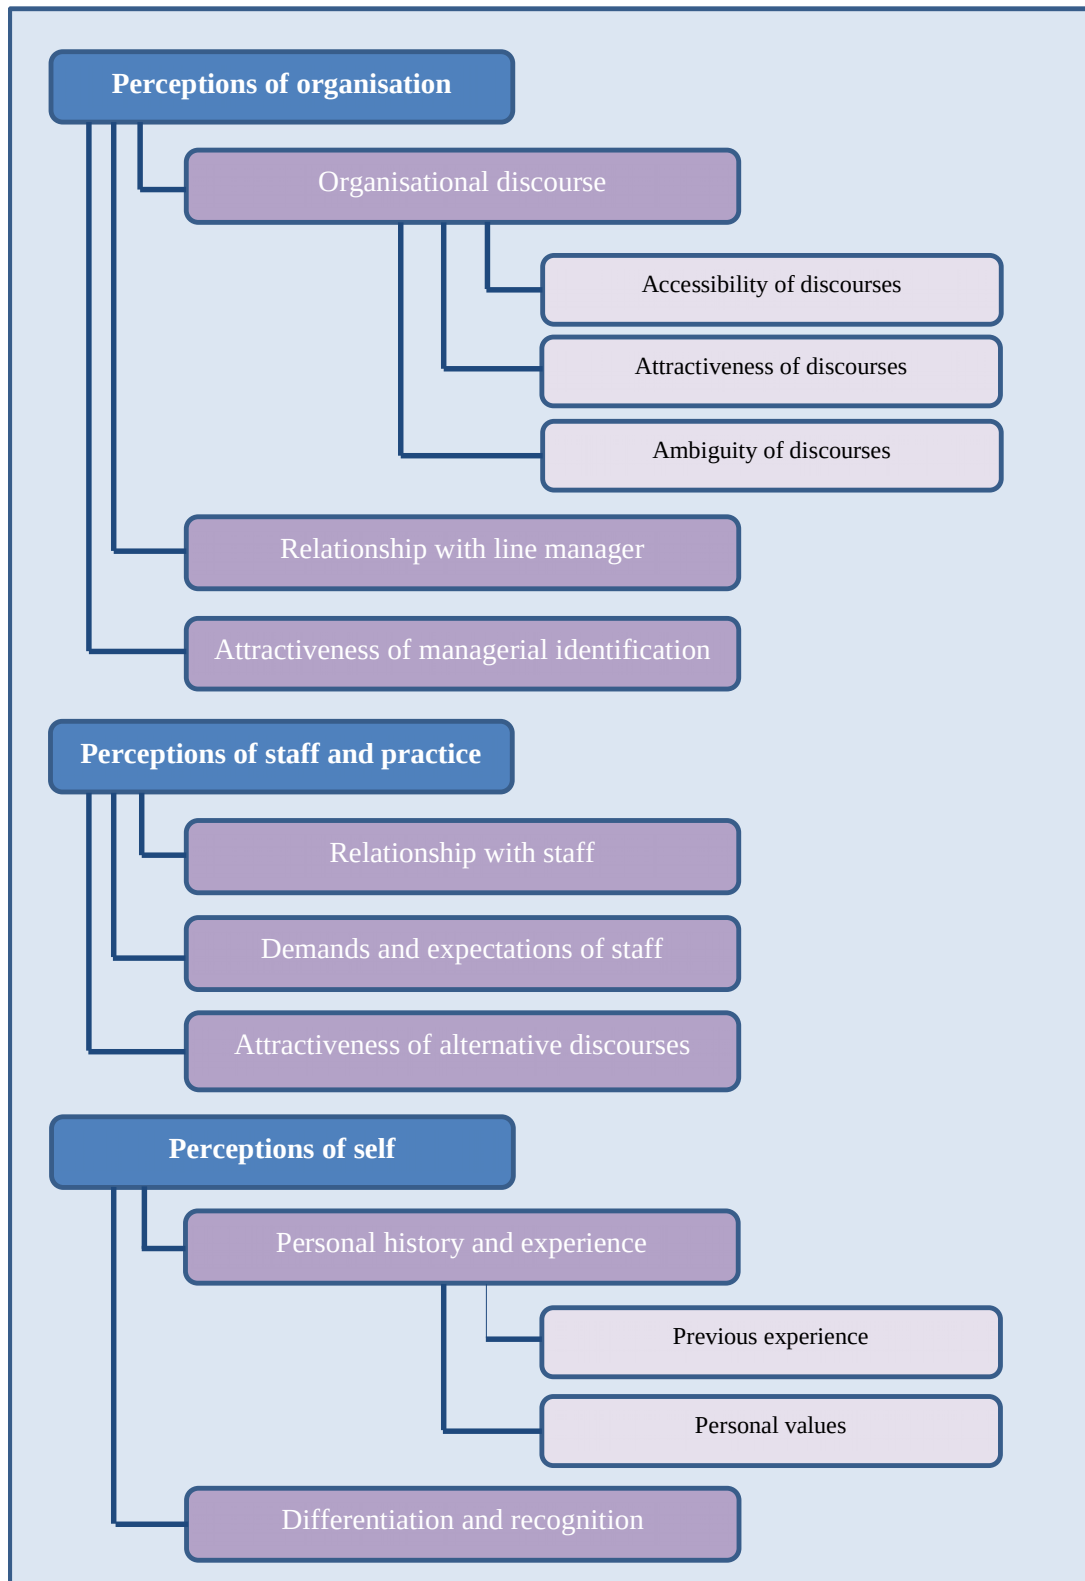 Perceptions of organisation
Organisational discourse
Accessibility of discourses
Attractiveness of discourses
Ambiguity of discourses
Relationship with line manager
Attractiveness of managerial identification
Perceptions of staff and practice
Relationship with staff
Demands and expectations of staff
Attractiveness of alternative discourses
Perceptions of self
Personal history and experience
Previous experience
Personal values
Differentiation and recognition